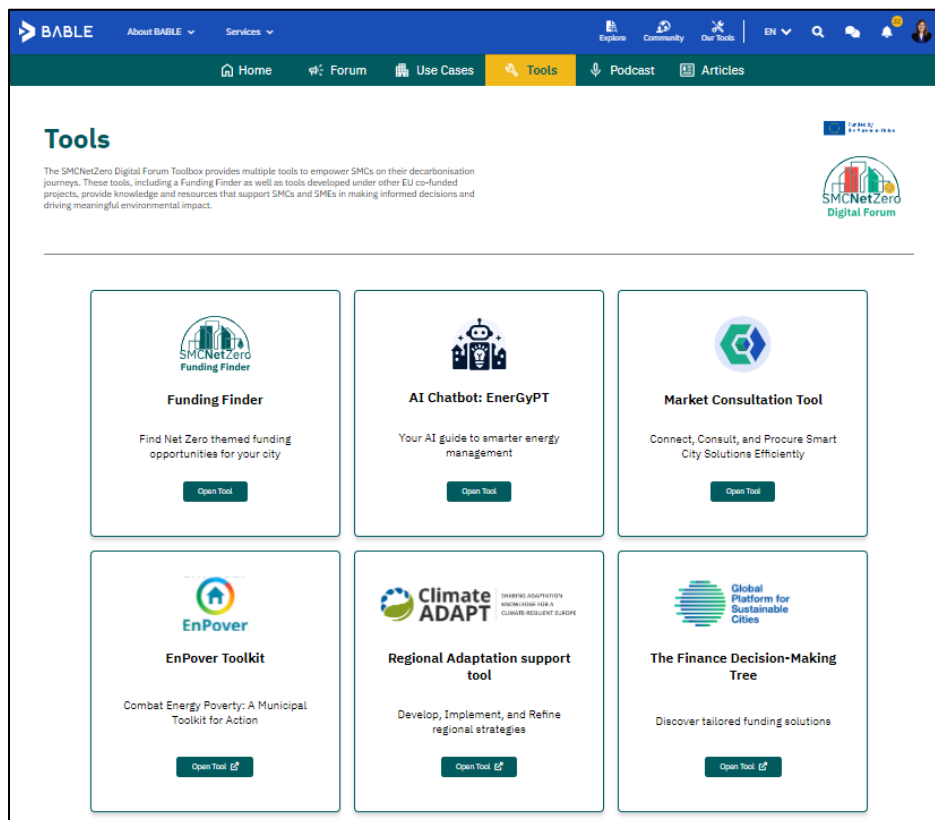 BABLE
About BABLE
Services
Explore
Community
Our Tools
EN
Home
Forum
Use Cases
Tools
Podcast
Articles
Tools
Funded by
the European Union
The SMCNetZero Digital Forum Toolbox provides multiple tools to empower SMCs on their decarbonisation
journeys. These tools, including a Funding Finder as well as tools developed under other EU co-funded
projects, provide knowledge and resources that support SMCs and SMEs in making informed decisions and
driving meaningful environmental impact.
SMCNetZero
Digital Forum
SMCNetZero
Funding Finder
Funding Finder
Find Net Zero themed funding
opportunities for your city
Open Tool
AI Chatbot: EnerGyPT
Your AI guide to smarter energy
management
Open Tool
Market Consultation Tool
Connect, Consult, and Procure Smart
City Solutions Efficiently
Open Tool
EnPover
EnPover Toolkit
Combat Energy Poverty: A Municipal
Toolkit for Action
Open Tool
Climate
ADAPT
SHARING ADAPTATION
KNOWLEDGE FOR A
CLIMATE-RESILIENT EUROPE
Regional Adaptation support
tool
Develop, Implement, and Refine
regional strategies
Open Tool
Global
Platform for
Sustainable
Cities
The Finance Decision-Making
Tree
Discover tailored funding solutions
Open Tool